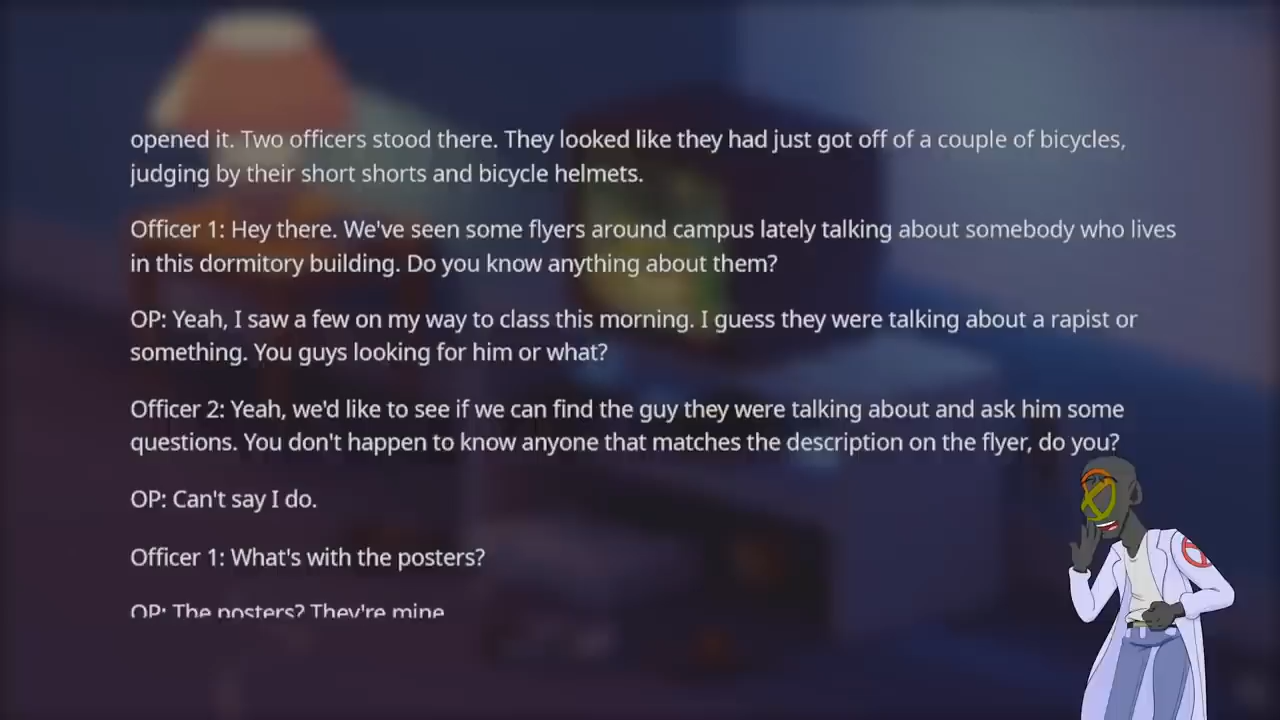 opened it. Two officers stood there. They looked like they had just got off of a couple of bicycles,
judging by their short shorts and bicycle helmets.
Officer 1: Hey there. We've seen some flyers around campus lately talking about somebody who lives
in this dormitory building. Do you know anything about them?
OP: Yeah, I saw a few on my way to class this morning. I guess they were talking about a rapist or
something. You guys looking for him or what?
Officer 2: Yeah, we'd like to see if we can find the guy they were talking about and ask him some
questions. You don't happen to know anyone that matches the description on the flyer, do you?
OP: Can't say I do.
Officer 1: What's with the posters?
OP: The posters? They're mine